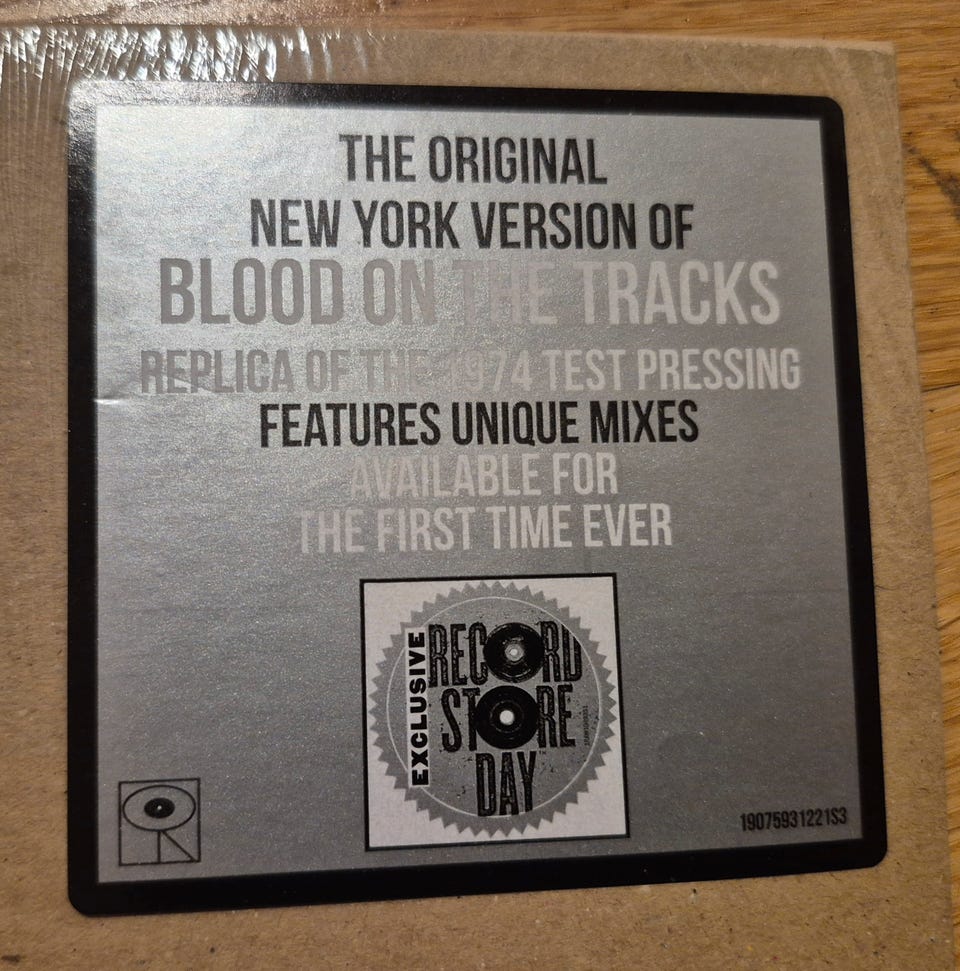 THE ORIGINAL
NEW YORK VERSION OF
BLOOD ON THE TRACKS
REPLICA OF THE 1974 TEST PRESSING
FEATURES UNIQUE MIXES
AVAILABLE FOR
THE FIRST TIME EVER
EXCLUSIVE
RECORD
STORE
DAY
19075931221S3